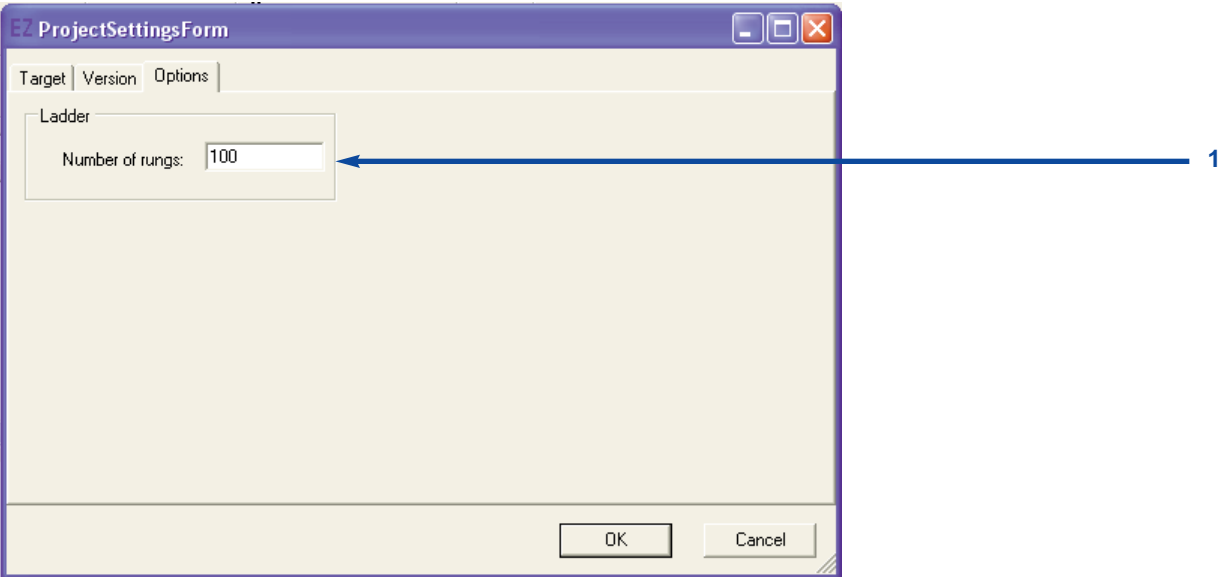 EZ ProjectSettingsForm
Target Version Options
Ladder
Number of rungs: 100
1
OK Cancel